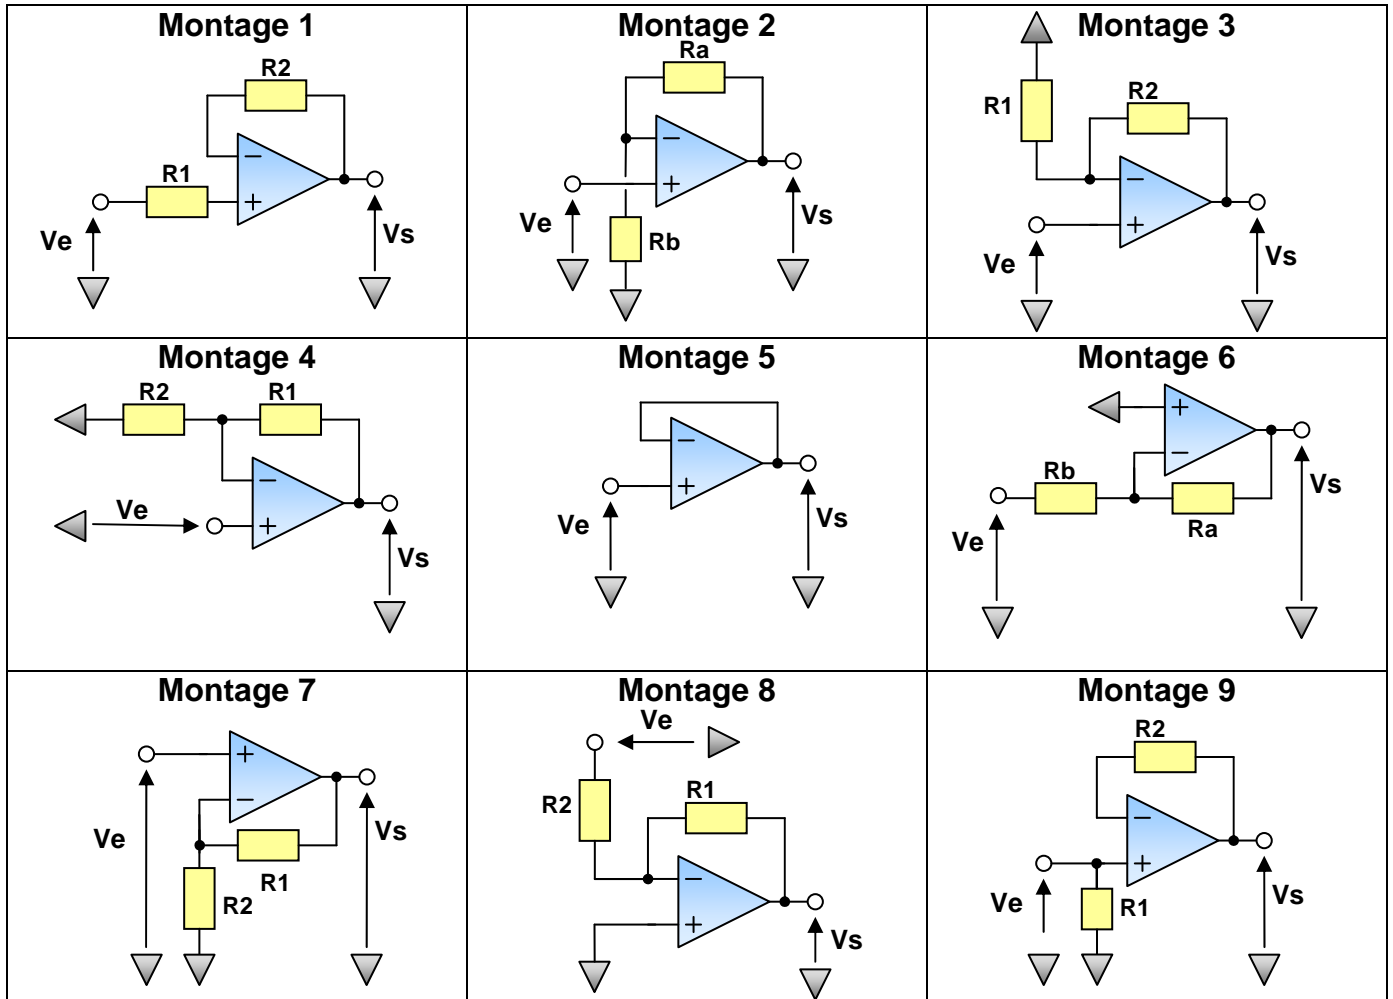 Montage 1
R2
−
R1
+
Ve
Vs
Montage 2
Ra
−
+
Ve
Rb
Vs
Montage 3
R1
R2
−
+
Ve
Vs
Montage 4
R2
R1
−
Ve
+
Vs
Montage 5
−
+
Ve
Vs
Montage 6
+
−
Rb
Ra
Ve
Vs
Montage 7
+
−
Ve
R1
R2
Vs
Montage 8
Ve
R2
R1
−
+
Vs
Montage 9
R2
−
+
Ve
R1
Vs